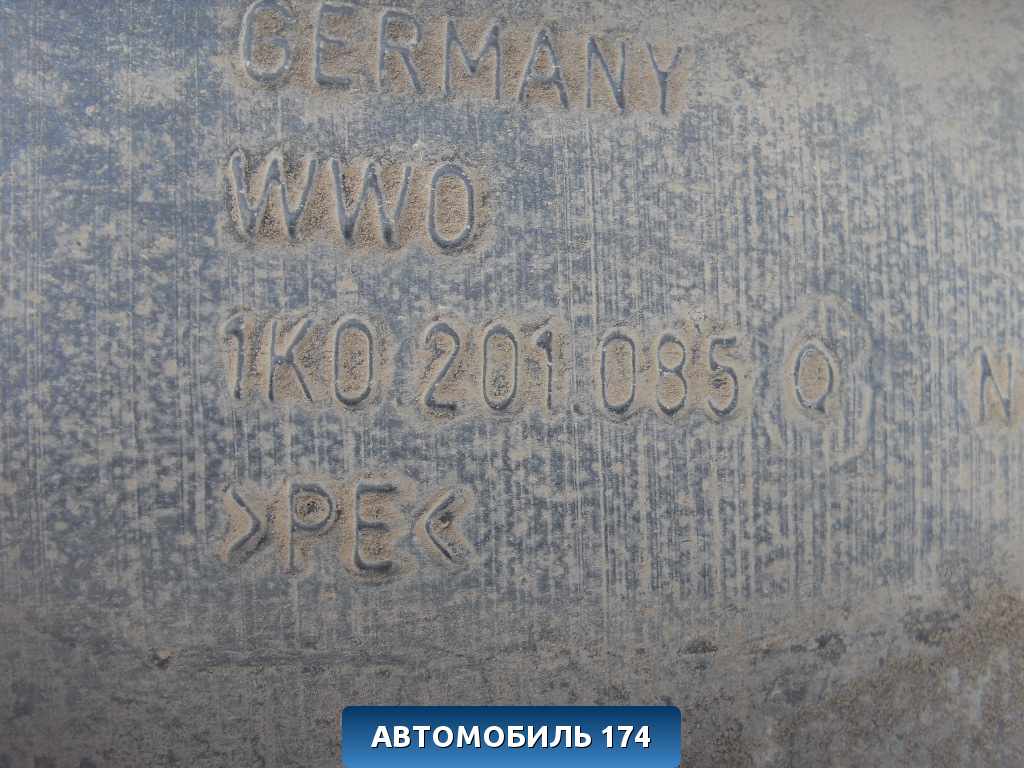 GERMANY
WWO
1K0.201.085 Q N
>PE<
АВТОМОБИЛЬ 174